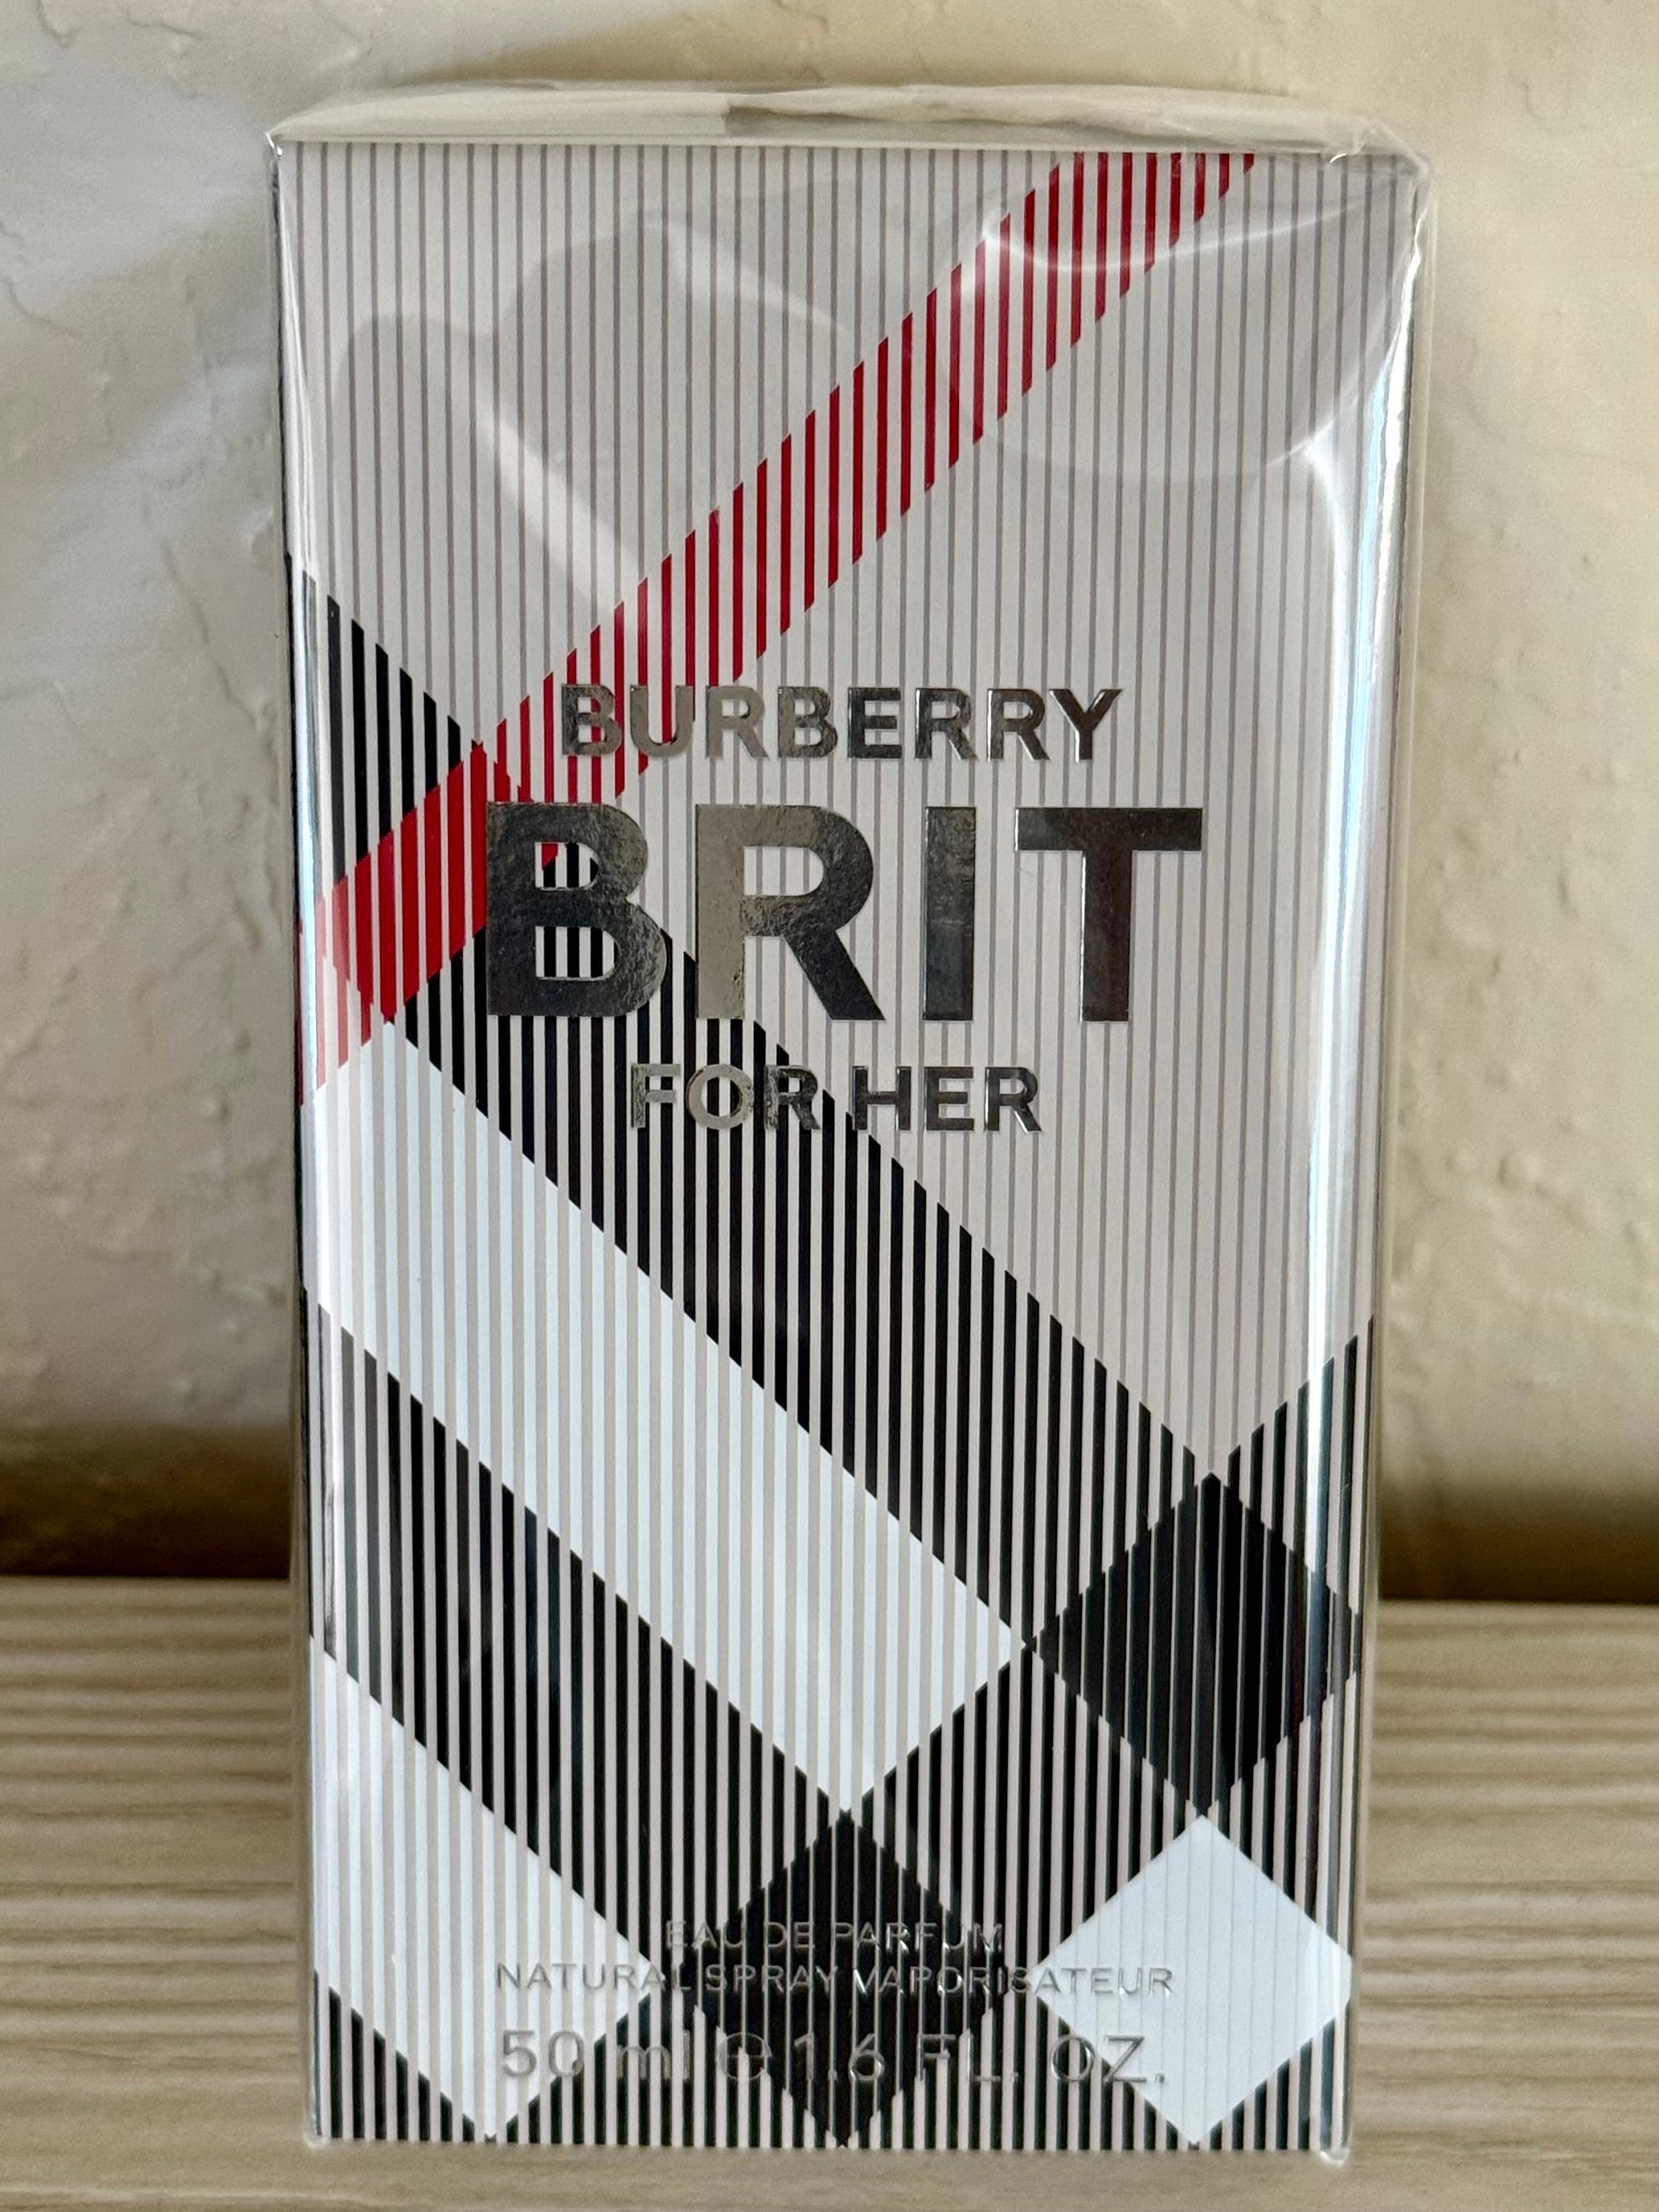 BURBERRY
BRIT
FOR HER
EAU DE PARFUM
NATURAL SPRAY VAPORISATEUR
50 ml ℮ 1.6 FL. OZ.